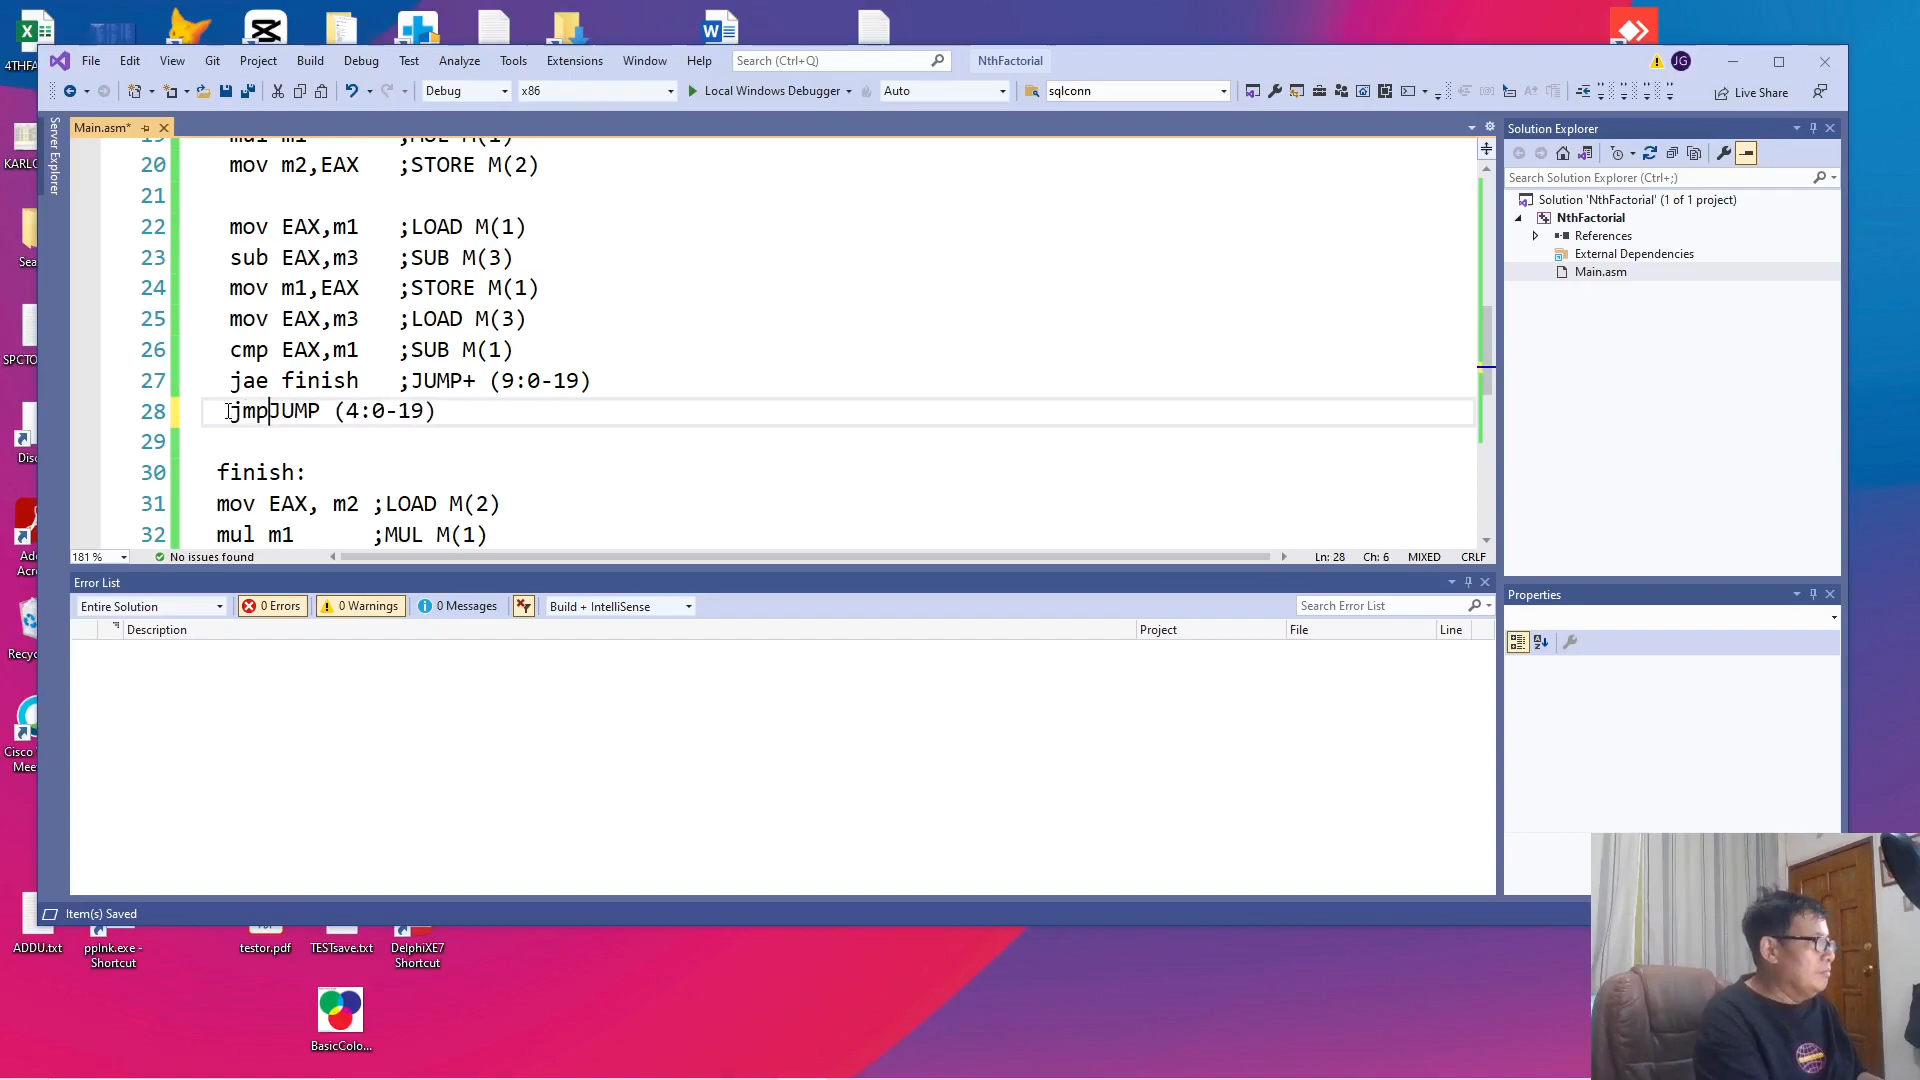 File Edit View Git Project Build Debug Test Analyze Tools Extensions Window Help Search (Ctrl+Q) NthFactorial JG
Debug x86 Local Windows Debugger Auto sqlconn Live Share
Server Explorer
Main.asm*
20 mov m2,EAX ;STORE M(2)
21
22 mov EAX,m1 ;LOAD M(1)
23 sub EAX,m3 ;SUB M(3)
24 mov m1,EAX ;STORE M(1)
25 mov EAX,m3 ;LOAD M(3)
26 cmp EAX,m1 ;SUB M(1)
27 jae finish ;JUMP+ (9:0-19)
28 jmpJUMP (4:0-19)
29
30 finish:
31 mov EAX, m2 ;LOAD M(2)
32 mul m1 ;MUL M(1)
181 % No issues found Ln: 28 Ch: 6 MIXED CRLF
Error List
Entire Solution 0 Errors 0 Warnings 0 Messages Build + IntelliSense Search Error List
Description Project File Line
Item(s) Saved
Solution Explorer
Search Solution Explorer (Ctrl+;)
Solution 'NthFactorial' (1 of 1 project)
NthFactorial
References
External Dependencies
Main.asm
Properties
ADDU.txt
pplnk.exe -
Shortcut
testor.pdf
TESTsave.txt
DelphiXE7
Shortcut
BasicColo...